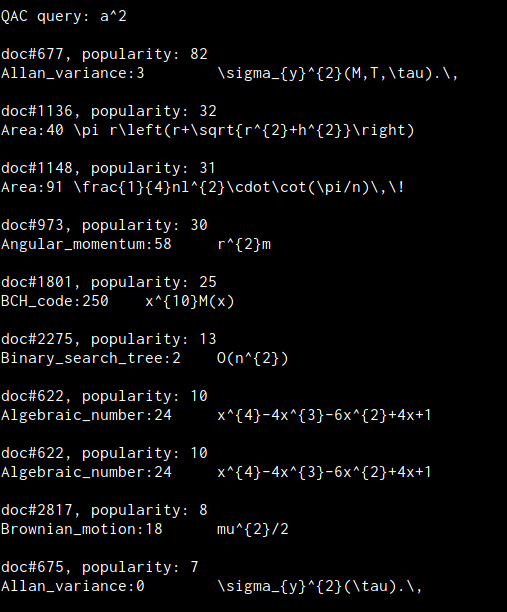 QAC query: a^2
doc#677, popularity: 82
Allan_variance:3 \sigma_{y}^{2}(M,T,\tau).\,
doc#1136, popularity: 32
Area:40 \pi r\left(r+\sqrt{r^{2}+h^{2}}\right)
doc#1148, popularity: 31
Area:91 \frac{1}{4}nl^{2}\cdot\cot(\pi/n)\,\!
doc#973, popularity: 30
Angular_momentum:58 r^{2}m
doc#1801, popularity: 25
BCH_code:250 x^{10}M(x)
doc#2275, popularity: 13
Binary_search_tree:2 O(n^{2})
doc#622, popularity: 10
Algebraic_number:24 x^{4}-4x^{3}-6x^{2}+4x+1
doc#622, popularity: 10
Algebraic_number:24 x^{4}-4x^{3}-6x^{2}+4x+1
doc#2817, popularity: 8
Brownian_motion:18 mu^{2}/2
doc#675, popularity: 7
Allan_variance:0 \sigma_{y}^{2}(\tau).\,